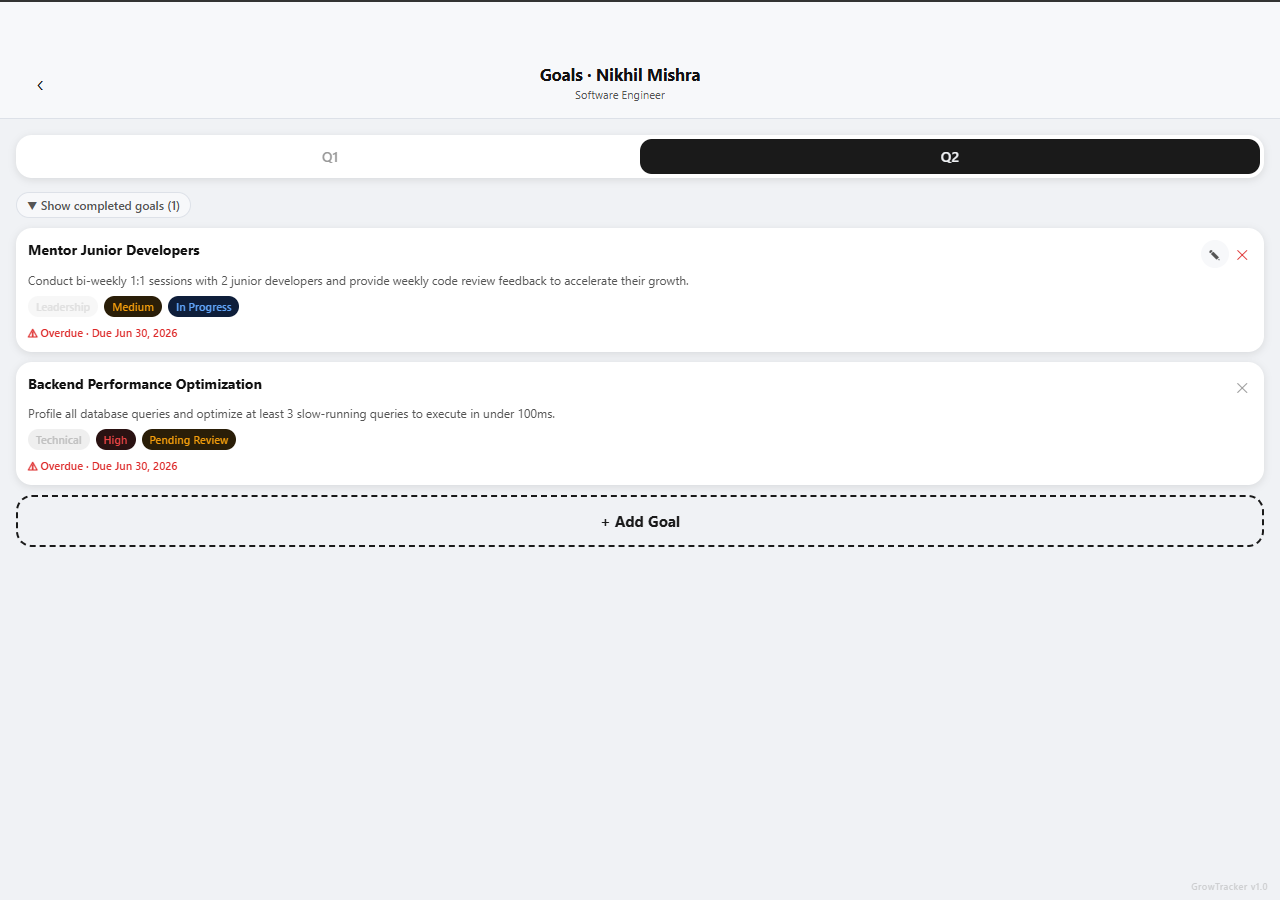 Goals · Nikhil Mishra
Software Engineer
Q1
Q2
▼ Show completed goals (1)
Mentor Junior Developers
Conduct bi-weekly 1:1 sessions with 2 junior developers and provide weekly code review feedback to accelerate their growth.
Leadership Medium In Progress
⚠ Overdue · Due Jun 30, 2026
Backend Performance Optimization
Profile all database queries and optimize at least 3 slow-running queries to execute in under 100ms.
Technical High Pending Review
⚠ Overdue · Due Jun 30, 2026
+ Add Goal
GrowTracker v1.0